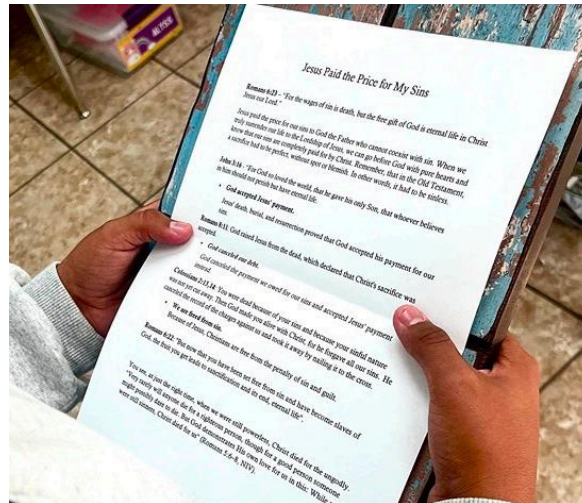 Jesus Paid the Price for My Sins
Romans 6:23 – "For the wages of sin is death, but the free gift of God is eternal life in Christ
Jesus our Lord."
Jesus paid the price for our sins to God the Father who cannot coexist with sin. When we
truly surrender our life to the Lordship of Jesus, we can go before God with pure hearts and
know that our sins are completely paid for by Christ. Remember, that in the Old Testament,
a sacrifice had to be perfect, without spot or blemish. In other words, it had to be sinless.
John 3:16 - "For God so loved the world, that he gave his only Son, that whoever believes
in him should not perish but have eternal life.
• God accepted Jesus' payment.
Jesus' death, burial, and resurrection proved that God accepted his payment for our
sins.
Romans 8:11, God raised Jesus from the dead, which declared that Christ's sacrifice was
accepted.
• God canceled our debt.
God canceled the payment we owed for our sins and accepted Jesus' payment
instead.
Colossians 2:13,14: You were dead because of your sins and because your sinful nature
was not yet cut away. Then God made you alive with Christ, for he forgave all our sins. He
canceled the record of the charges against us and took it away by nailing it to the cross.
• We are freed from sin.
Because of Jesus, Christians are free from the penalty of sin and guilt.
Romans 6:22. "But now that you have been set free from sin and have become slaves of
God, the fruit you get leads to sanctification and its end, eternal life".
You see, at just the right time, when we were still powerless, Christ died for the ungodly.
"Very rarely will anyone die for a righteous person, though for a good person someone
might possibly dare to die. But God demonstrates His own love for us in this: While
were still sinners, Christ died for us" (Romans 5:6-8, NIV).